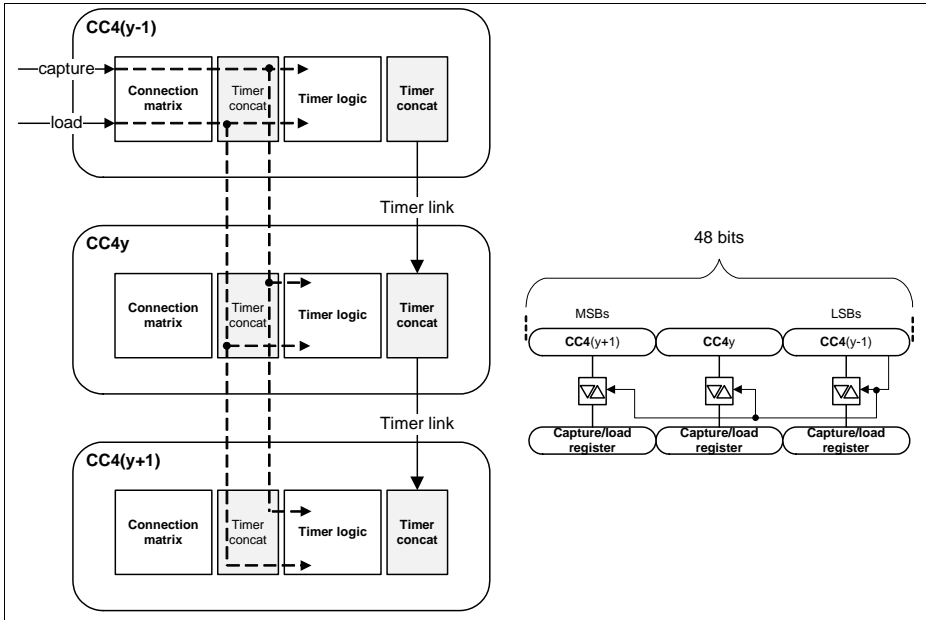 CC4(y-1)
capture
load
Connection
matrix
Timer
concat
Timer logic
Timer
concat
Timer link
CC4y
Connection
matrix
Timer
concat
Timer logic
Timer
concat
Timer link
CC4(y+1)
Connection
matrix
Timer
concat
Timer logic
Timer
concat
48 bits
MSBs
LSBs
CC4(y+1)
CC4y
CC4(y-1)
Capture/load
register
Capture/load
register
Capture/load
register